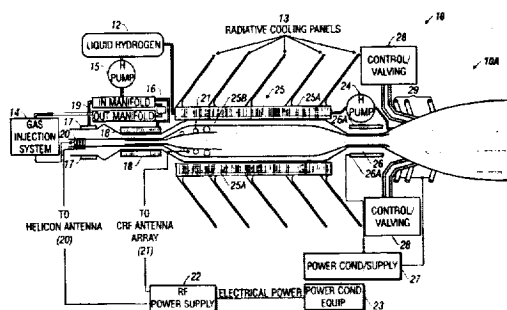 12
13
RADIATIVE COOLING PANELS
28
10
LIQUID HYDROGEN
CONTROL/
VALVING
10A
15
H
PUMP
16
21
25B
25
25A
24
H
PUMP
29
14
19
IN MANIFOLD
OUT MANIFOLD
26A
GAS
INJECTION
SYSTEM
17
18
20
17
18
25A
26
26A
TO
HELICON ANTENNA
(20)
TO
CRF ANTENNA
ARRAY
(21)
CONTROL/
VALVING
28
POWER COND/SUPPLY
27
22
RF
POWER SUPPLY
ELECTRICAL POWER
POWER COND
EQUIP
23